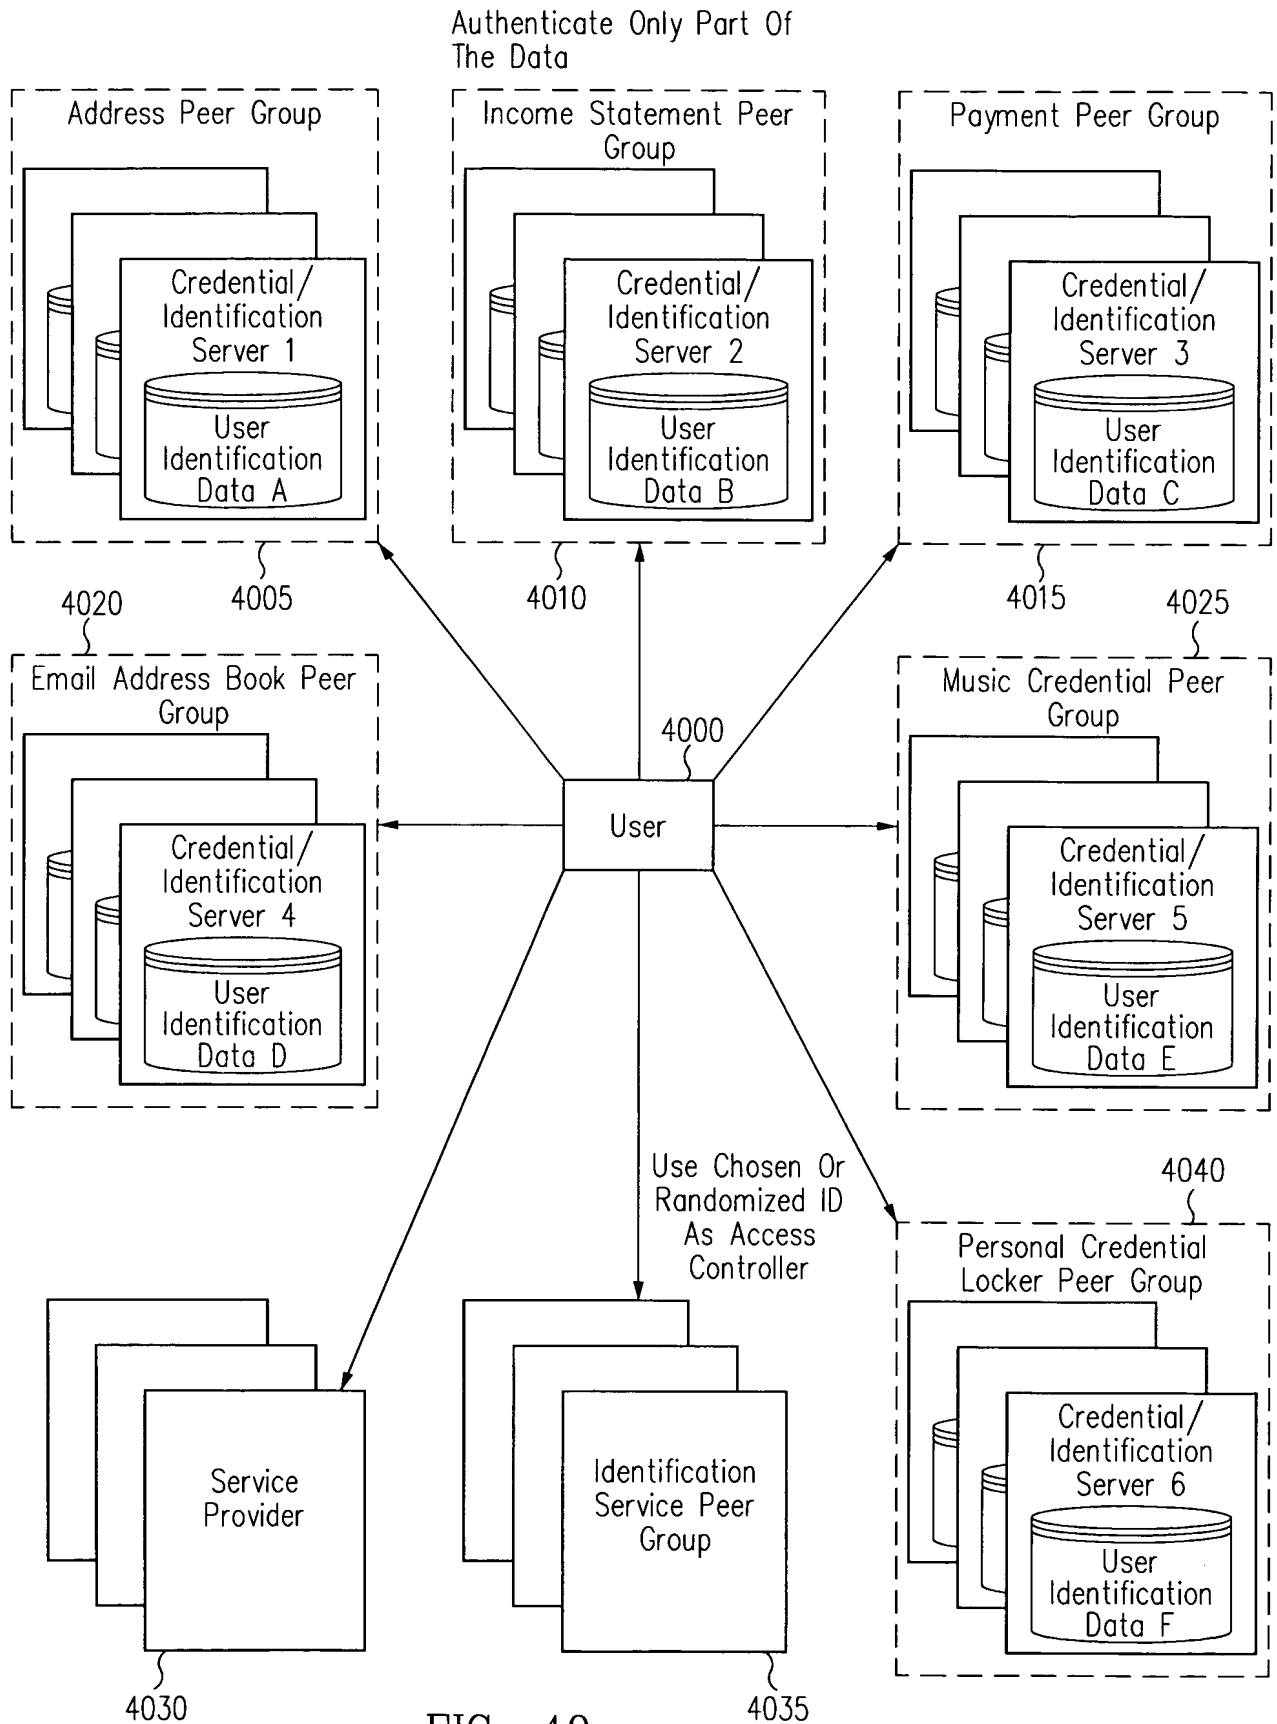 Authenticate Only Part Of
The Data
Address Peer Group
Credential/
Identification
Server 1
User
Identification
Data A
4005
Income Statement Peer
Group
Credential/
Identification
Server 2
User
Identification
Data B
4010
Payment Peer Group
Credential/
Identification
Server 3
User
Identification
Data C
4015
4020
Email Address Book Peer
Group
Credential/
Identification
Server 4
User
Identification
Data D
4000
User
4025
Music Credential Peer
Group
Credential/
Identification
Server 5
User
Identification
Data E
Use Chosen Or
Randomized ID
As Access
Controller
4040
Personal Credential
Locker Peer Group
Credential/
Identification
Server 6
User
Identification
Data F
Service
Provider
4030
Identification
Service Peer
Group
4035